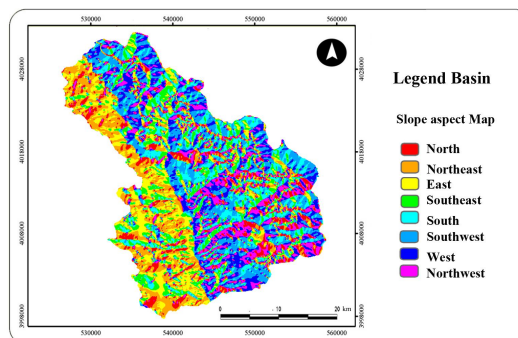 530000 540000 550000 560000
4028000
4028000
4018000
4018000
4008000
4008000
3998000
3998000
0 10 20 km
530000 540000 550000 560000
Legend Basin
Slope aspect Map
North
Northeast
East
Southeast
South
Southwest
West
Northwest